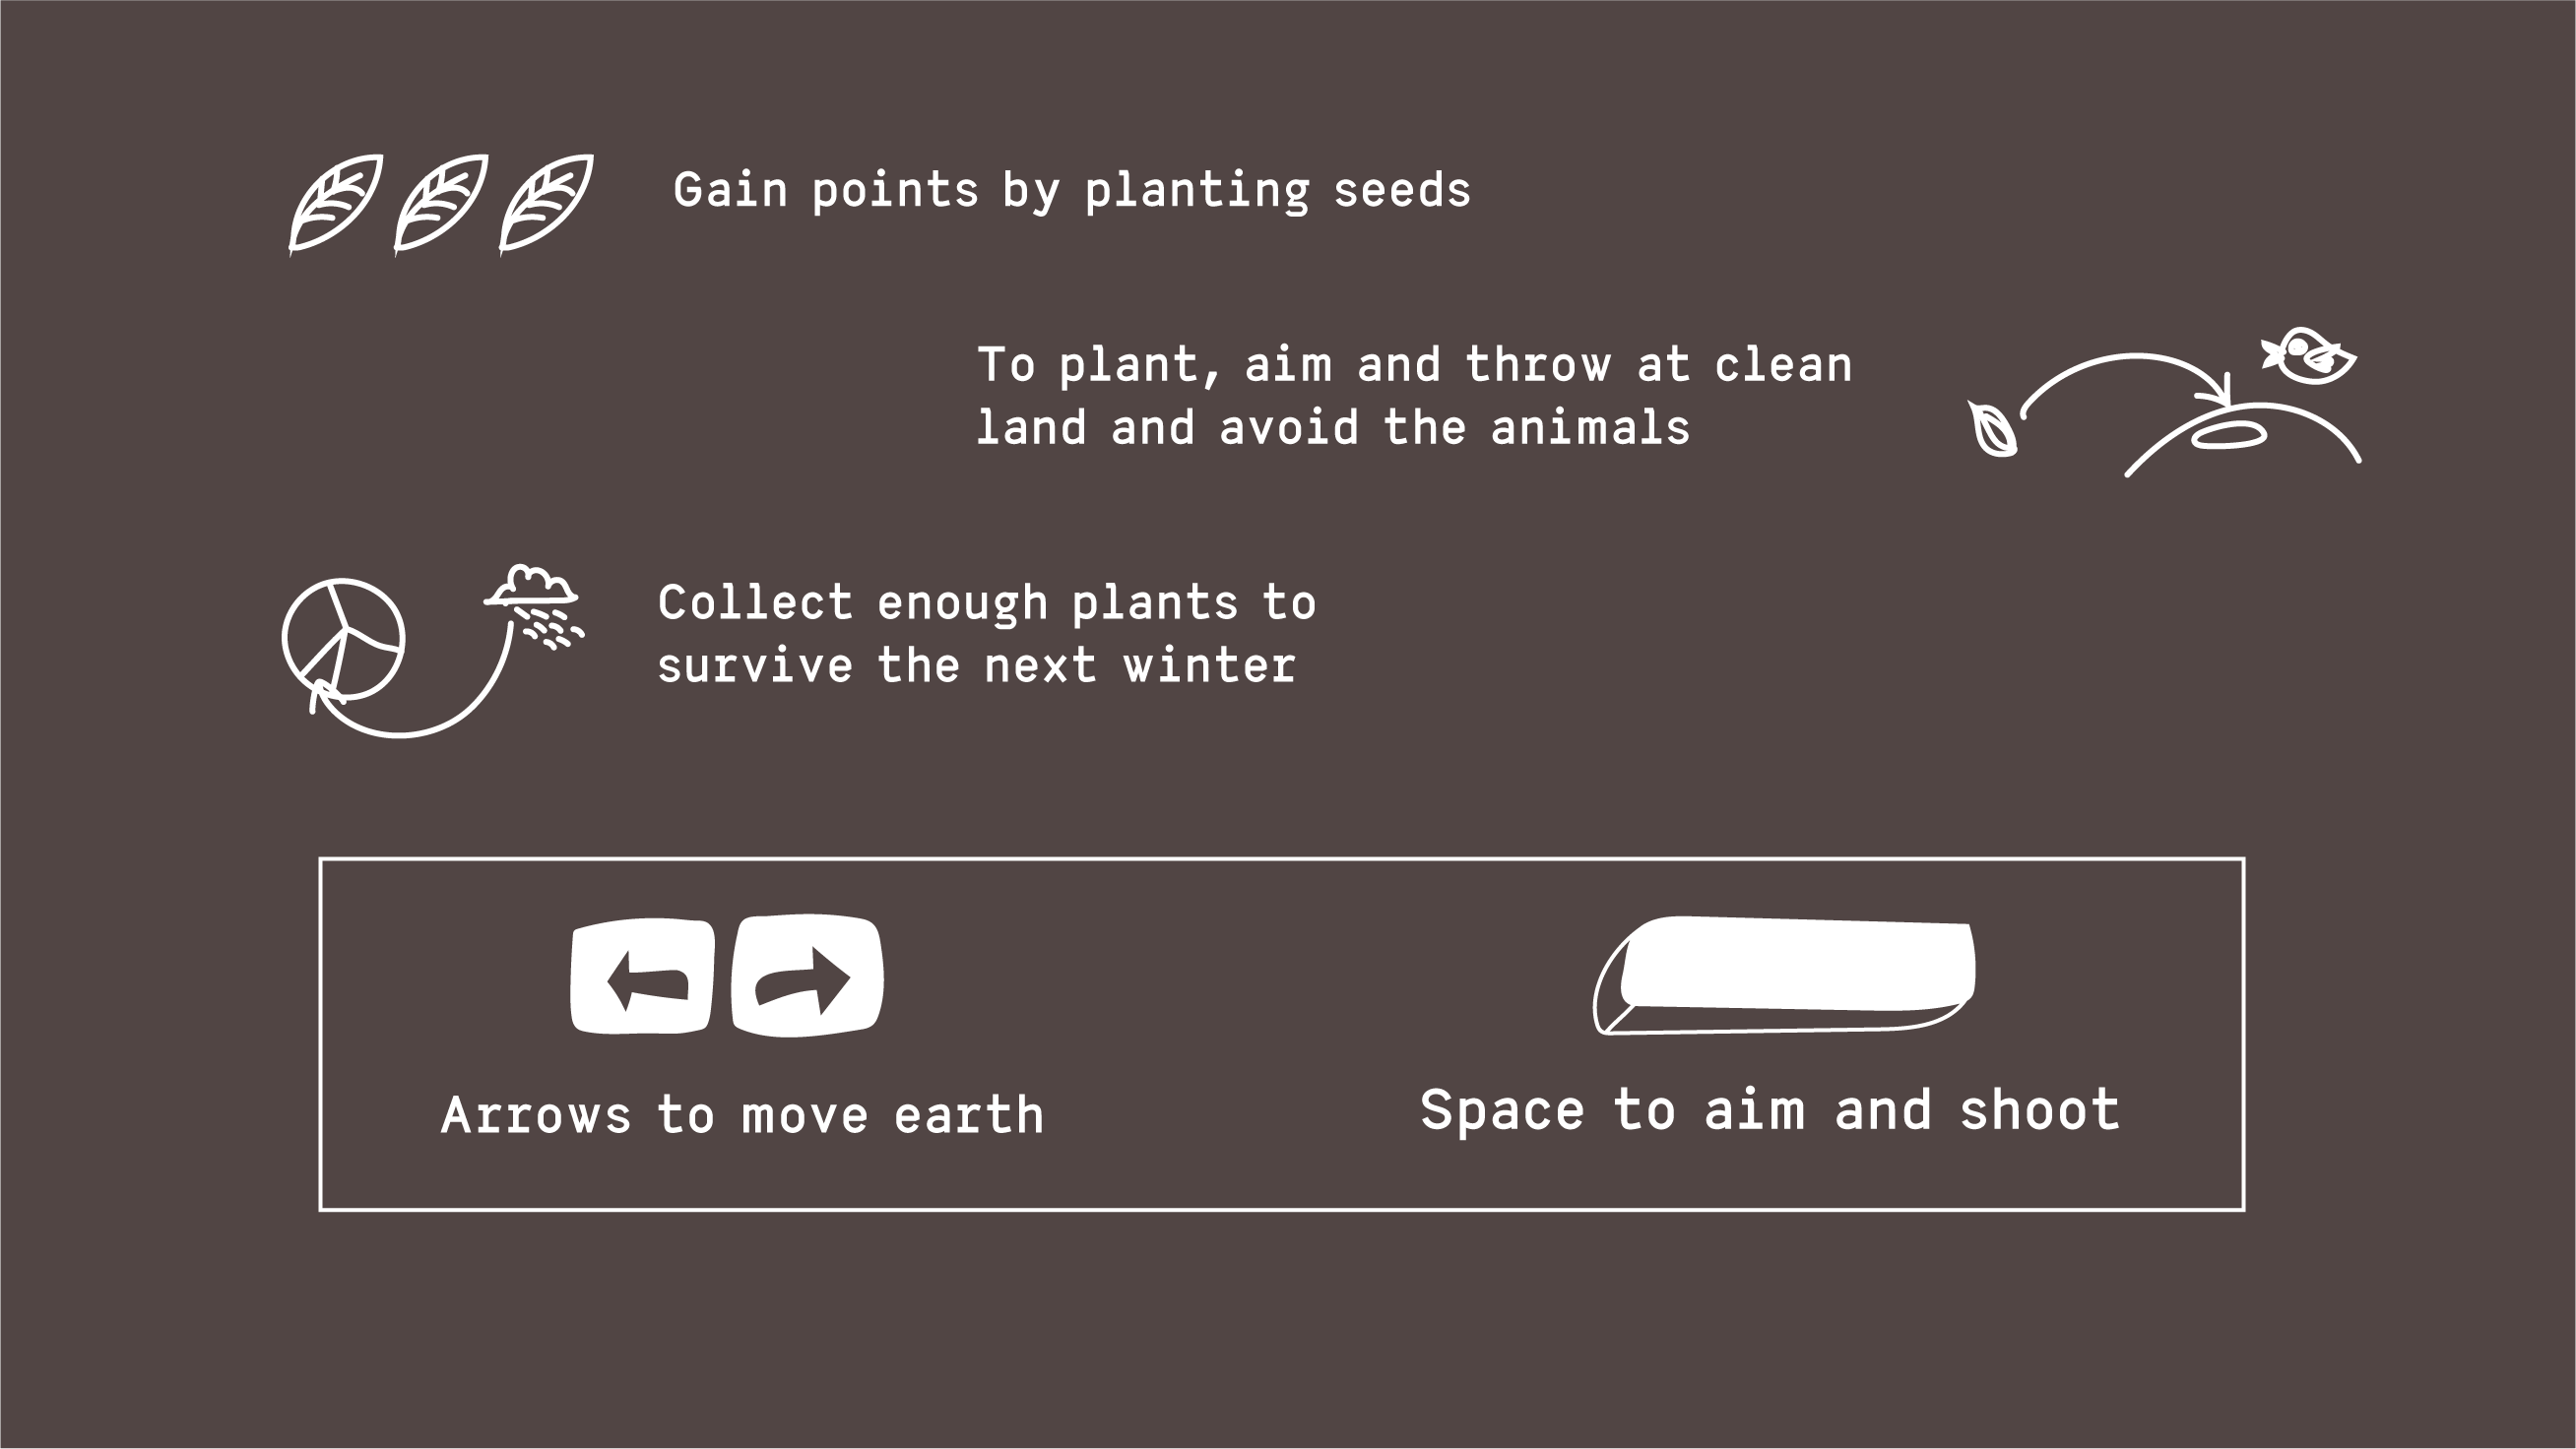 Gain points by planting seeds
To plant, aim and throw at clean
land and avoid the animals
Collect enough plants to
survive the next winter
Arrows to move earth
Space to aim and shoot